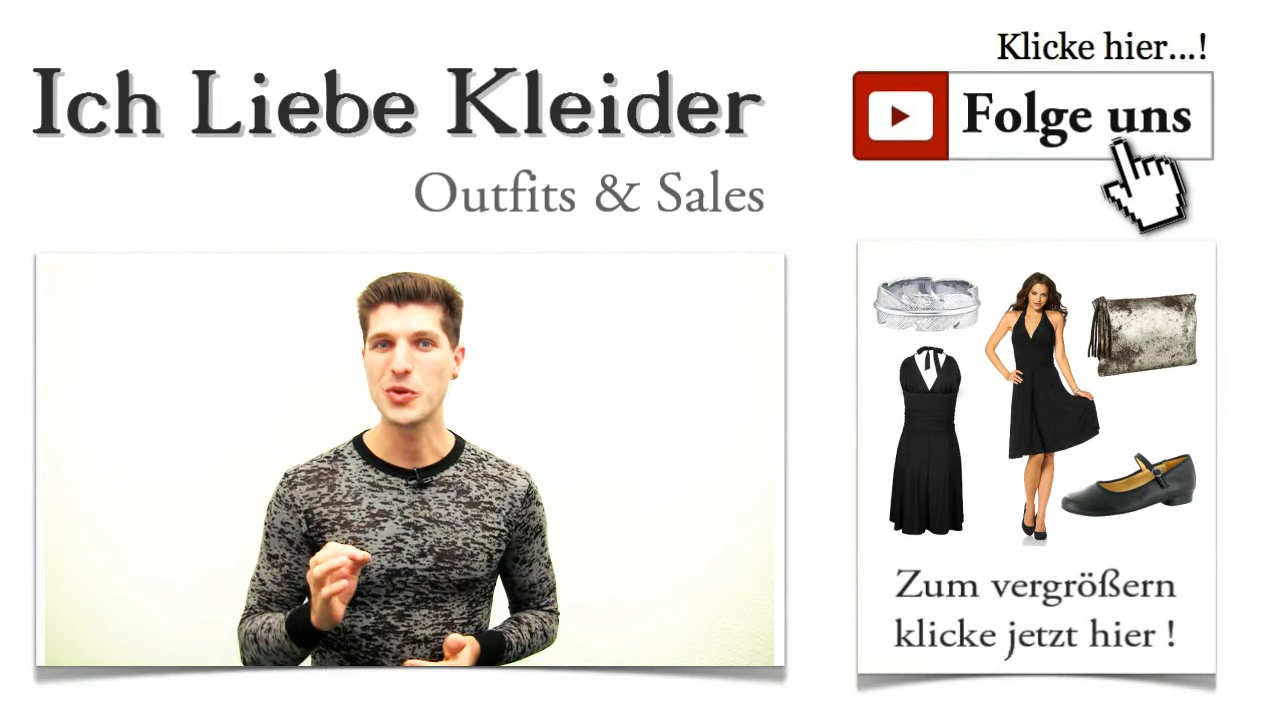 Ich Liebe Kleider
Outfits & Sales
Klicke hier...!
Folge uns
Zum vergrößern
klicke jetzt hier !